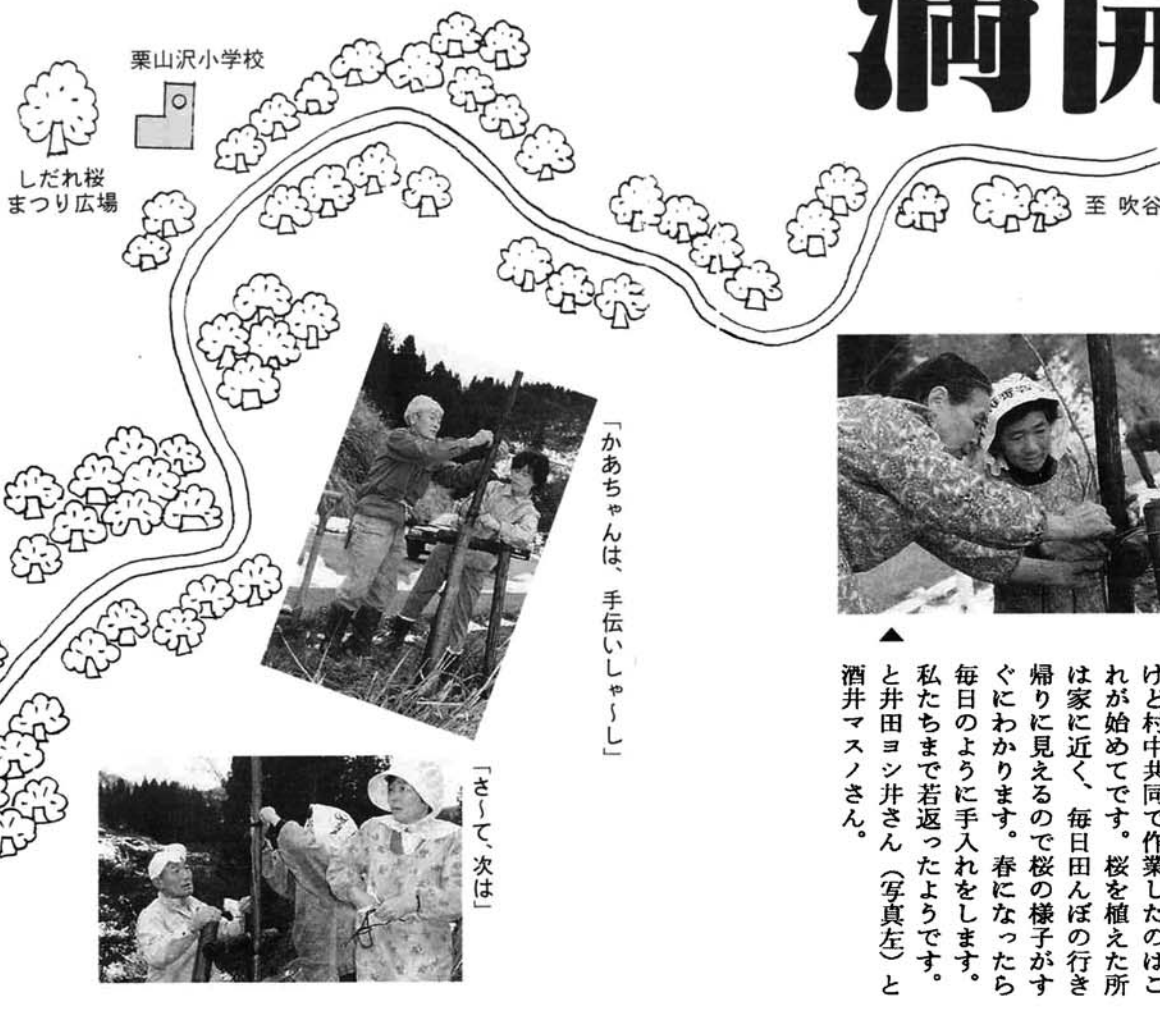 満開
栗山沢小学校
しだれ桜
まつり広場
至 吹谷
「かあちゃんは、手伝いしゃ～し」
「さ～て、次は」
けど村中共同で作業したのはこ
れが始めてです。桜を植えた所
は家に近く、毎日田んぼの行き
帰りに見えるので桜の様子がす
ぐにわかります。春になったら
毎日のように手入れをします。
私たちまで若返ったようです。
と井田ヨシ井さん（写真左）と
酒井マスノさん。